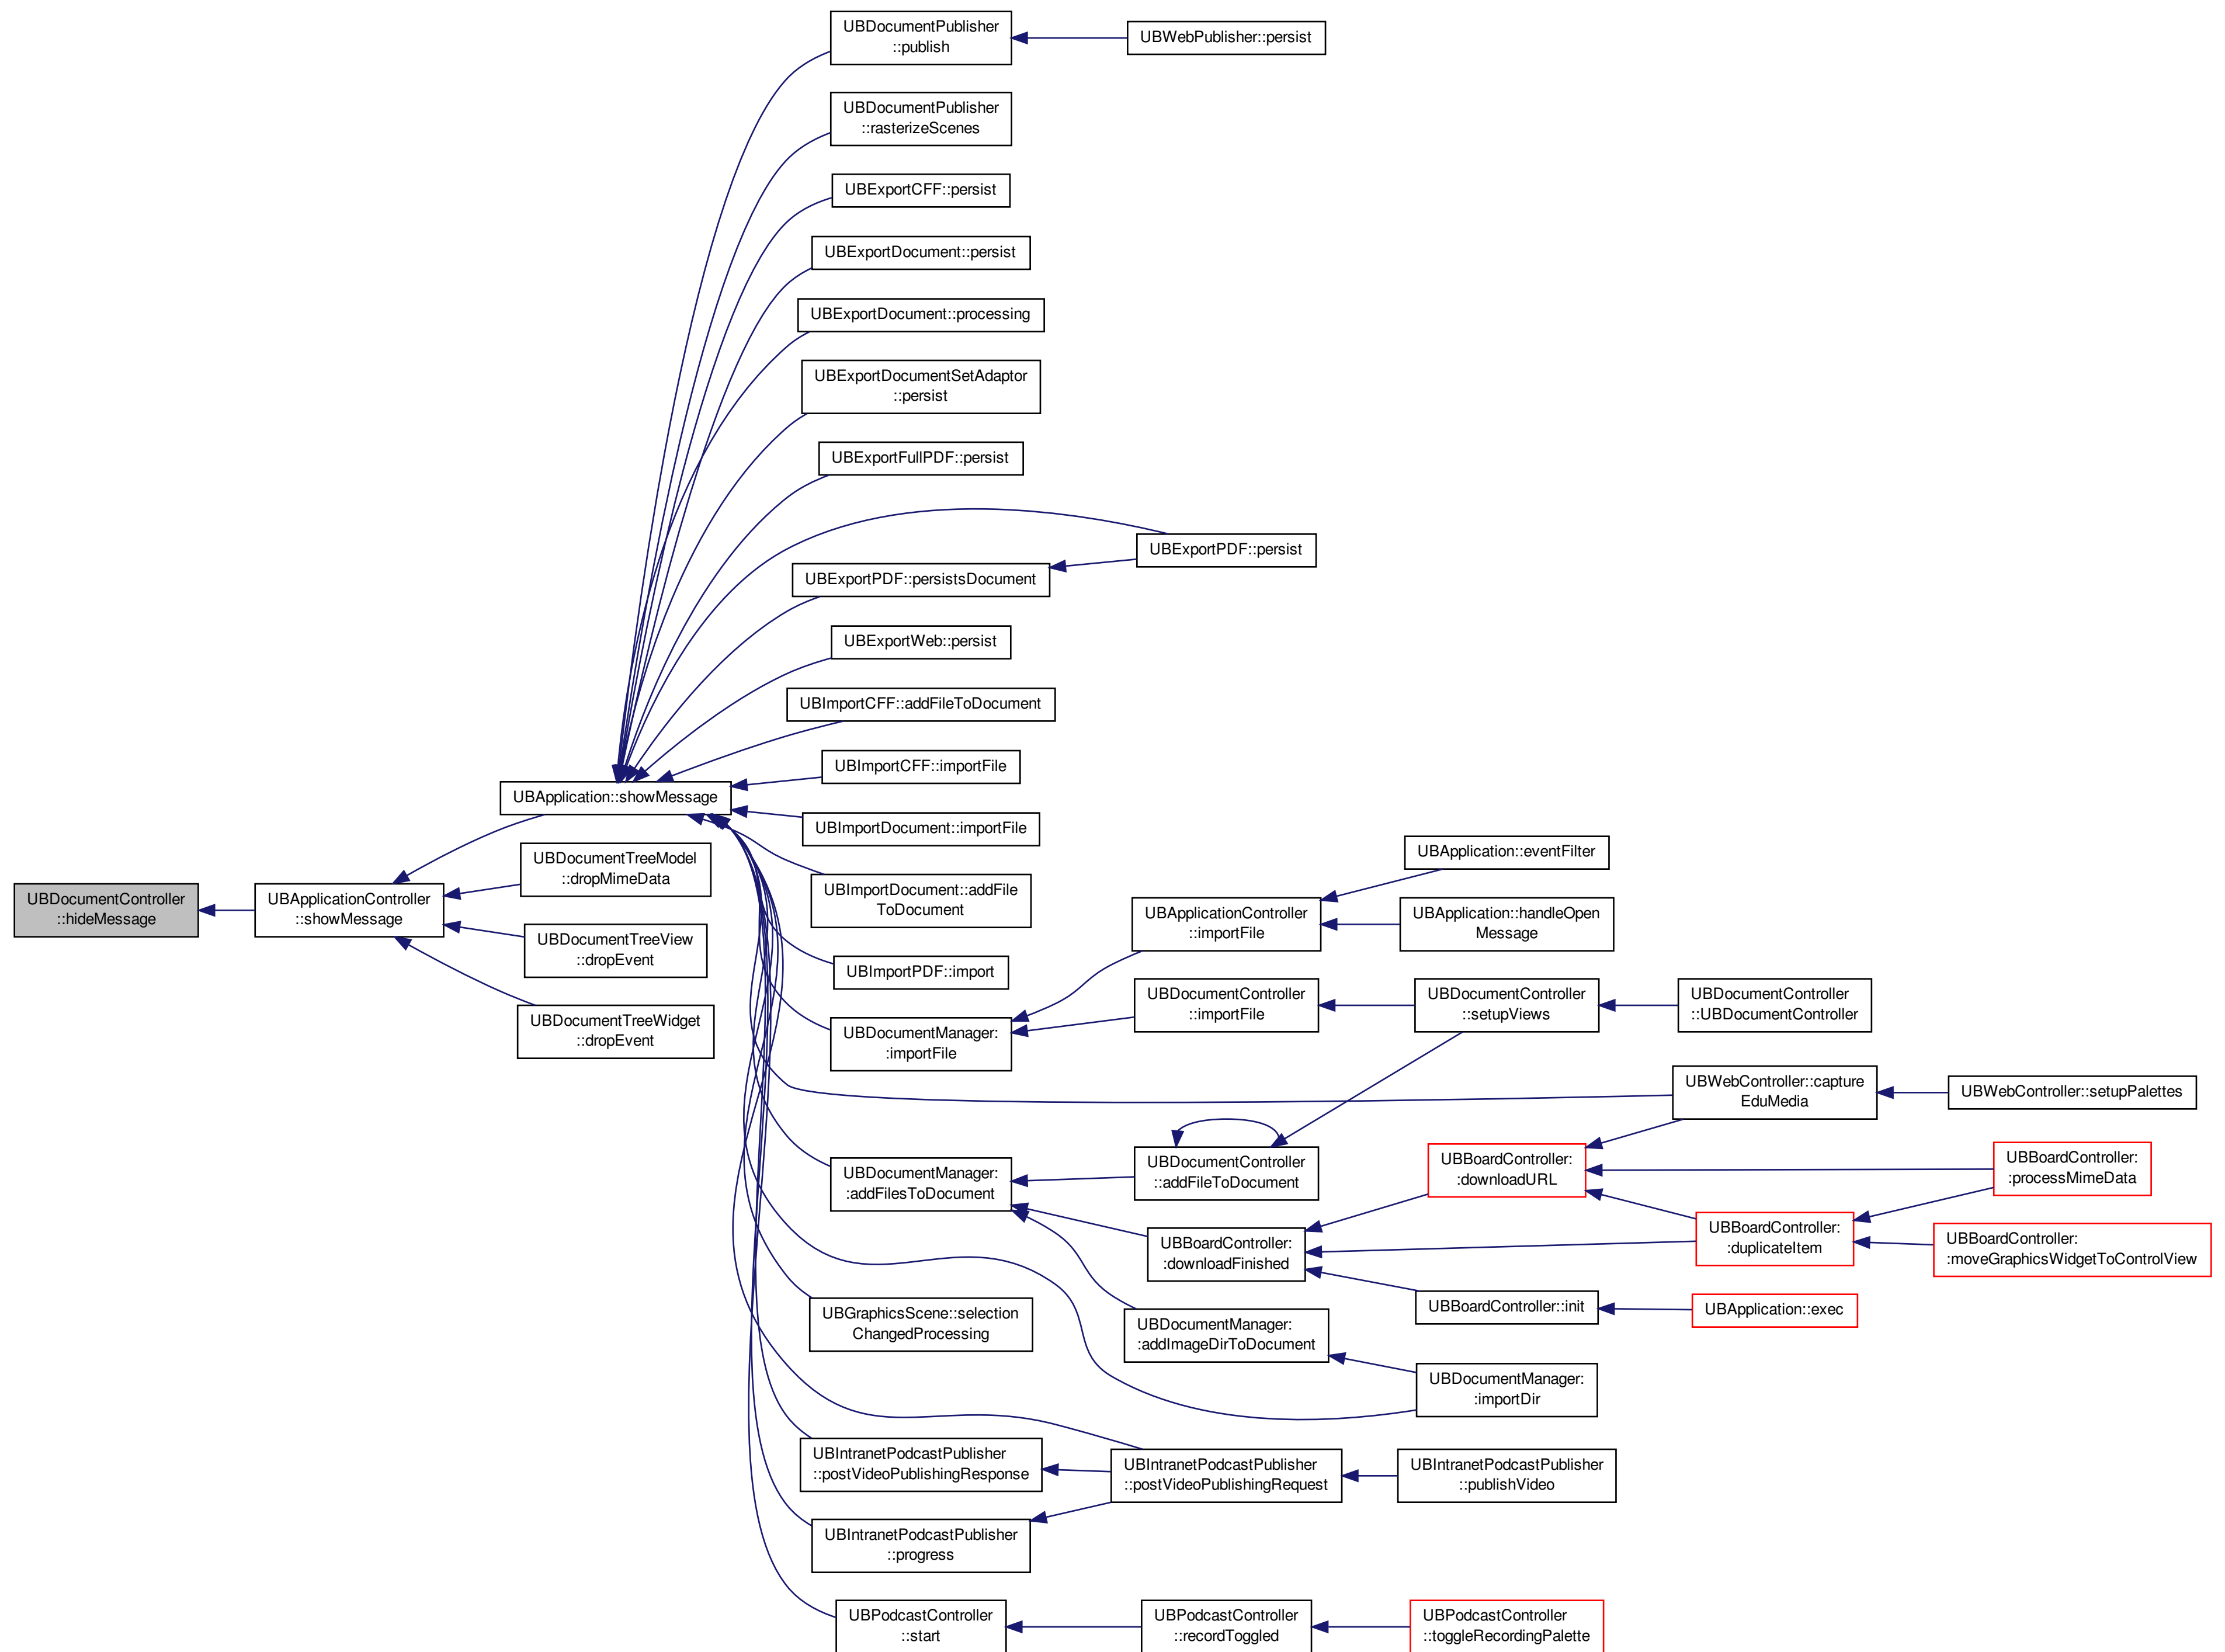 UBDocumentController
::hideMessage
UBApplicationController
::showMessage
UBApplication::showMessage
UBDocumentTreeModel
::dropMimeData
UBDocumentTreeView
::dropEvent
UBDocumentTreeWidget
::dropEvent
UBDocumentPublisher
::publish
UBWebPublisher::persist
UBDocumentPublisher
::rasterizeScenes
UBExportCFF::persist
UBExportDocument::persist
UBExportDocument::processing
UBExportDocumentSetAdaptor
::persist
UBExportFullPDF::persist
UBExportPDF::persist
UBExportPDF::persistsDocument
UBExportWeb::persist
UBImportCFF::addFileToDocument
UBImportCFF::importFile
UBImportDocument::importFile
UBImportDocument::addFile
ToDocument
UBImportPDF::import
UBDocumentManager:
:importFile
UBApplicationController
::importFile
UBApplication::eventFilter
UBApplication::handleOpen
Message
UBDocumentController
::importFile
UBDocumentController
::setupViews
UBDocumentController
::UBDocumentController
UBWebController::capture
EduMedia
UBWebController::setupPalettes
UBDocumentManager:
:addFilesToDocument
UBDocumentController
::addFileToDocument
UBBoardController:
:downloadFinished
UBBoardController:
:downloadURL
UBBoardController:
:processMimeData
UBBoardController:
:duplicateItem
UBBoardController:
:moveGraphicsWidgetToControlView
UBBoardController::init
UBApplication::exec
UBDocumentManager:
:addImageDirToDocument
UBDocumentManager:
:importDir
UBGraphicsScene::selection
ChangedProcessing
UBIntranetPodcastPublisher
::postVideoPublishingResponse
UBIntranetPodcastPublisher
::postVideoPublishingRequest
UBIntranetPodcastPublisher
::publishVideo
UBIntranetPodcastPublisher
::progress
UBPodcastController
::start
UBPodcastController
::recordToggled
UBPodcastController
::toggleRecordingPalette